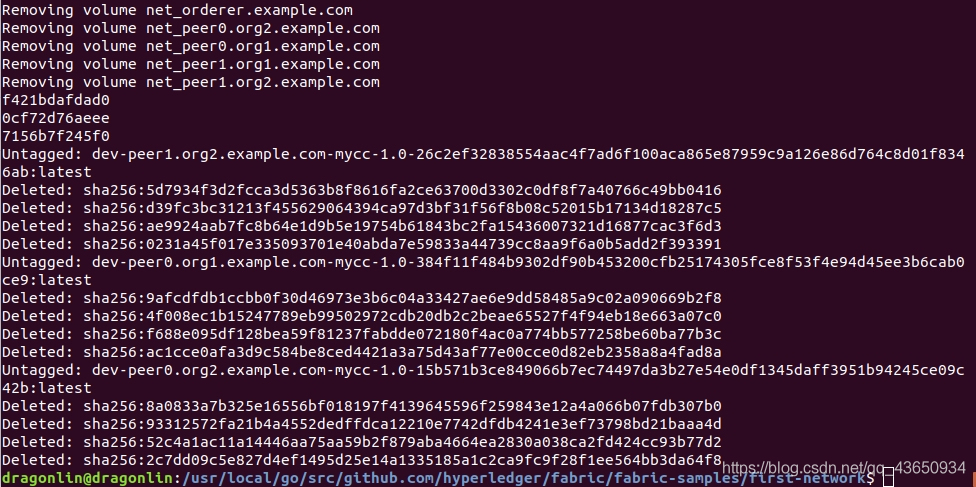 Removing volume net_orderer.example.com
Removing volume net_peer0.org2.example.com
Removing volume net_peer0.org1.example.com
Removing volume net_peer1.org1.example.com
Removing volume net_peer1.org2.example.com
f421bdafdad0
0cf72d76aeee
7156b7f245f0
Untagged: dev-peer1.org2.example.com-mycc-1.0-26c2ef32838554aac4f7ad6f100aca865e87959c9a126e86d764c8d01f834
6ab:latest
Deleted: sha256:5d7934f3d2fcca3d5363b8f8616fa2ce63700d3302c0df8f7a40766c49bb0416
Deleted: sha256:d39fc3bc31213f455629064394ca97d3bf31f56f8b08c52015b17134d18287c5
Deleted: sha256:ae9924aab7fc8b64e1d9b5e19754b61843bc2fa15436007321d16877cac3f6d3
Deleted: sha256:0231a45f017e335093701e40abda7e59833a44739cc8aa9f6a0b5add2f393391
Untagged: dev-peer0.org1.example.com-mycc-1.0-384f11f484b9302df90b453200cfb25174305fce8f53f4e94d45ee3b6cab0
ce9:latest
Deleted: sha256:9afcdfdb1ccbb0f30d46973e3b6c04a33427ae6e9dd58485a9c02a090669b2f8
Deleted: sha256:4f008ec1b15247789eb99502972cdb20db2c2beae65527f4f94eb18e663a07c0
Deleted: sha256:f688e095df128bea59f81237fabdde072180f4ac0a774bb577258be60ba77b3c
Deleted: sha256:ac1cce0afa3d9c584be8ced4421a3a75d43af77e00cce0d82eb2358a8a4fad8a
Untagged: dev-peer0.org2.example.com-mycc-1.0-15b571b3ce849066b7ec74497da3b27e54e0df1345daff3951b94245ce09c
42b:latest
Deleted: sha256:8a0833a7b325e16556bf018197f4139645596f259843e12a4a066b07fdb307b0
Deleted: sha256:93312572fa21b4a4552dedffdca12210e7742dfdb4241e3ef73798bd21baaa4d
Deleted: sha256:52c4a1ac11a14446aa75aa59b2f879aba4664ea2830a038ca2fd424cc93b77d2
Deleted: sha256:2c7dd09c5e827d4ef1495d25e14a1335185a1c2ca9fc9f28f1ee564bb3da64f8
dragonlin@dragonlin:/usr/local/go/src/github.com/hyperledger/fabric/fabric-samples/first-network$
https://blog.csdn.net/qq_43650934